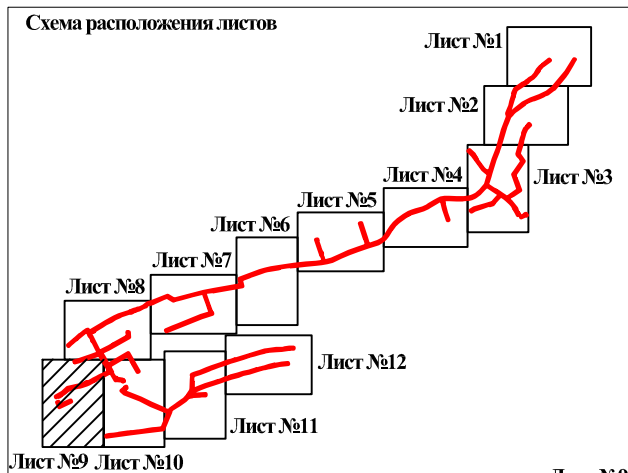 Схема расположения листов
Лист №1
Лист №2
Лист №3
Лист №4
Лист №5
Лист №6
Лист №7
Лист №8
Лист №12
Лист №11
Лист №9 Лист №10